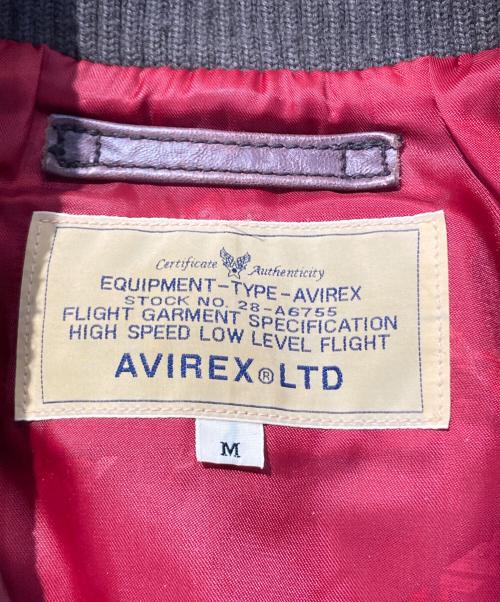 Certificate Authenticity
EQUIPMENT-TYPE-AVIREX
STOCK NO. 28-A6755
FLIGHT GARMENT SPECIFICATION
HIGH SPEED LOW LEVEL FLIGHT
AVIREX® LTD
M